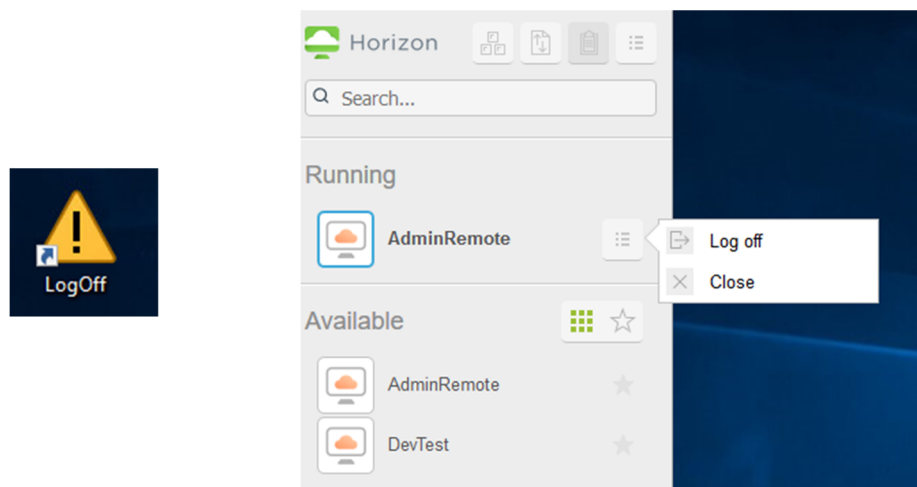 LogOff
Horizon
Search...
Running
AdminRemote
Log off
Close
Available
AdminRemote
DevTest